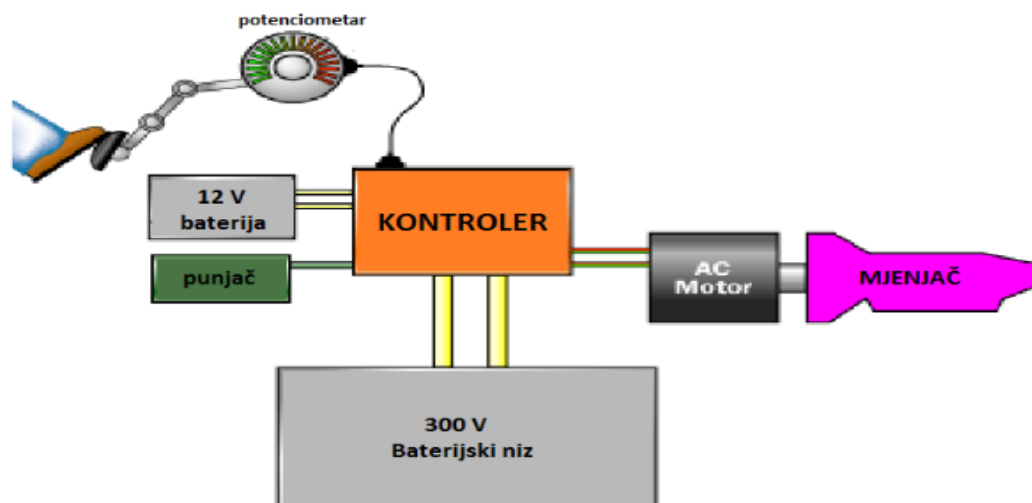 potenciometar
12 V
baterija
KONTROLER
punjač
AC
Motor
MJENJAČ
300 V
Baterijski niz